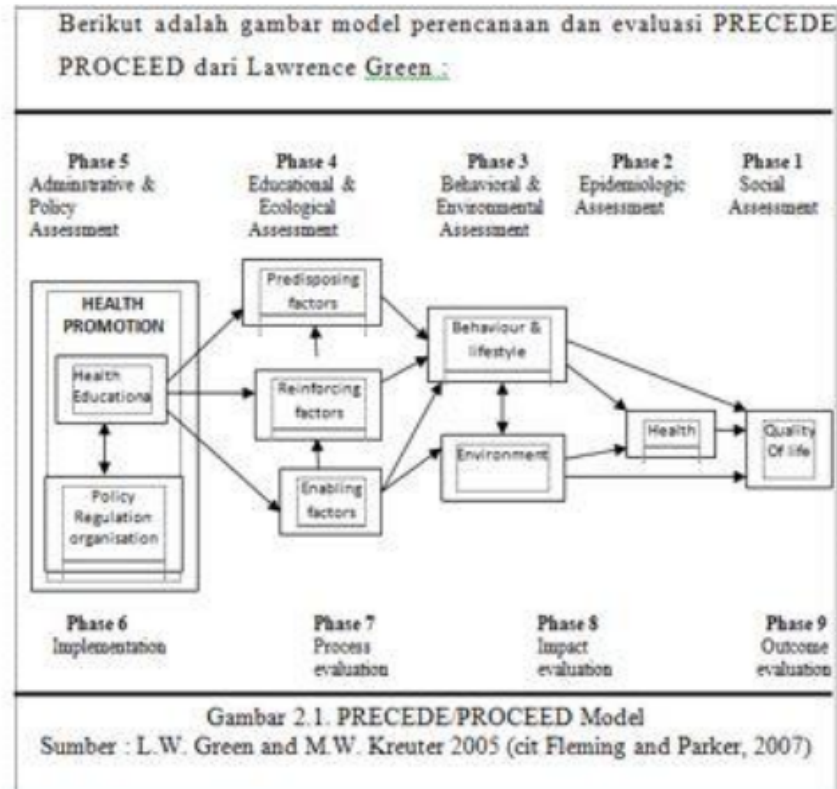 Berikut adalah gambar model perencanaan dan evaluasi PRECEDE
PROCEED dari Lawrence Green :
Phase 5
Adminstrative &
Policy
Assessment
Phase 4
Educational &
Ecological
Assessment
Phase 3
Behavioral &
Environmental
Assessment
Phase 2
Epidemiologic
Assessment
Phase 1
Social
Assessment
HEALTH
PROMOTION
Health
Educationa
Policy
Regulation
organisation
Predisposing
factors
Reinforcing
factors
Enabling
factors
Behaviour &
lifestyle
Environment
Health
Quality
Of life
Phase 6
Implementation
Phase 7
Process
evaluation
Phase 8
Impact
evaluation
Phase 9
Outcome
evaluation
Gambar 2.1. PRECEDE/PROCEED Model
Sumber : L.W. Green and M.W. Kreuter 2005 (cit Fleming and Parker, 2007)